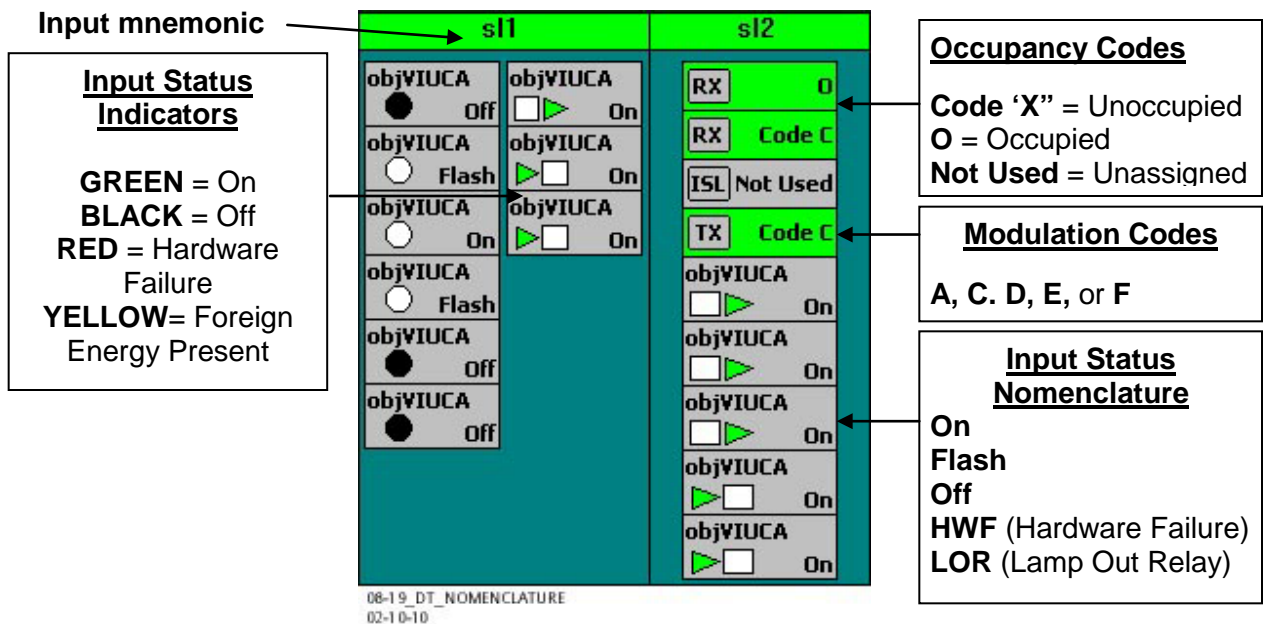 Input mnemonic
Input Status
Indicators
GREEN = On
BLACK = Off
RED = Hardware
Failure
YELLOW= Foreign
Energy Present
sl1
objVIUCA
Off
objVIUCA
Flash
objVIUCA
On
objVIUCA
Flash
objVIUCA
Off
objVIUCA
Off
objVIUCA
On
objVIUCA
On
objVIUCA
On
sl2
RX O
RX Code C
ISL Not Used
TX Code C
objVIUCA
On
objVIUCA
On
objVIUCA
On
objVIUCA
On
objVIUCA
On
Occupancy Codes
Code ‘X” = Unoccupied
O = Occupied
Not Used = Unassigned
Modulation Codes
A, C. D, E, or F
Input Status
Nomenclature
On
Flash
Off
HWF (Hardware Failure)
LOR (Lamp Out Relay)
08-19_DT_NOMENCLATURE
02-10-10